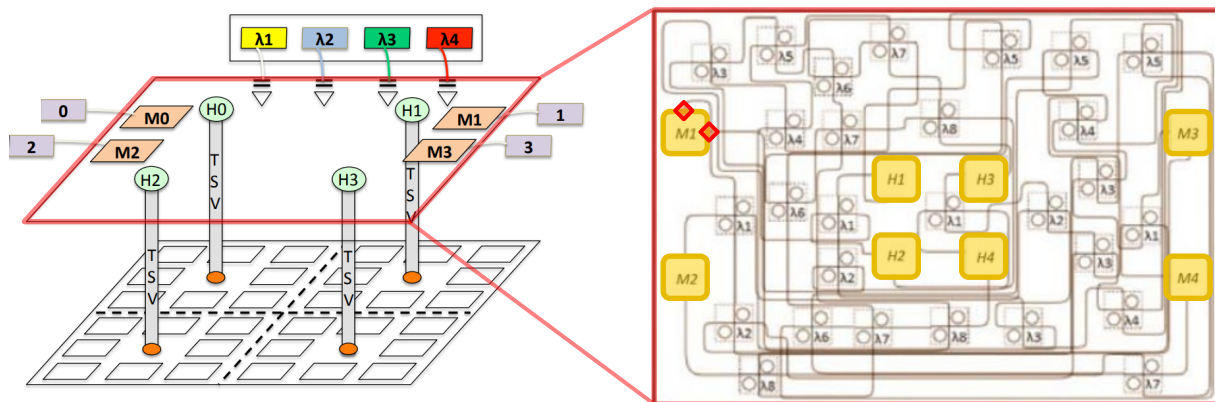 λ1 λ2 λ3 λ4
0 M0 H0 H1 M1 1
2 M2 M3 3
H2 H3
T S V
T S V
T S V
T S V
λ3 λ5 λ7 λ5 λ5 λ5
λ6
M1 λ4 λ7 λ8 λ4 M3
H1 H3 λ3
λ1 λ6 λ1 λ1 λ2 λ1
M2 λ2 H2 H4 λ3 M4
λ2 λ6 λ7 λ8 λ3 λ4
λ8 λ7